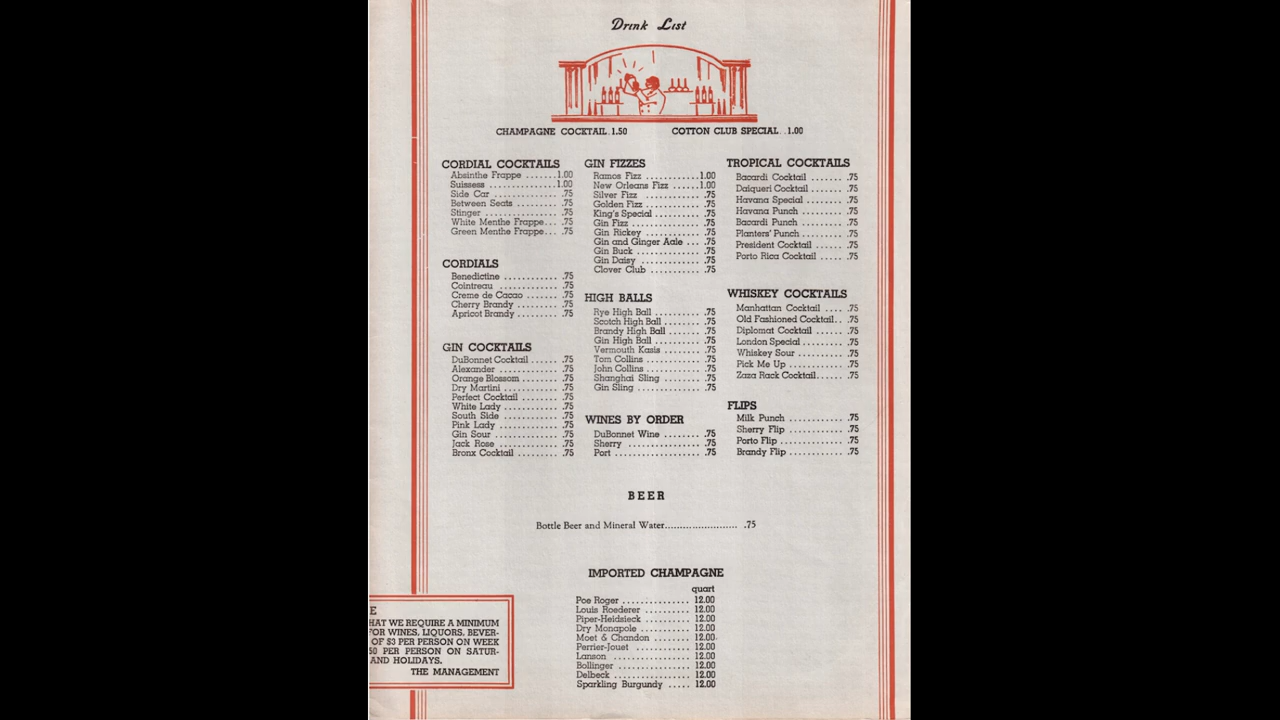 Drink List
CHAMPAGNE COCKTAIL.1.50
COTTON CLUB SPECIAL..1.00
CORDIAL COCKTAILS
Absinthe Frappe .......1.00
Suissess ...............1.00
Side Car ............. .75
Between Seats ......... .75
Stinger ................ .75
White Menthe Frappe... .75
Green Menthe Frappe... .75
CORDIALS
Benedictine ........... .75
Cointreau ............. .75
Creme de Cacao ....... .75
Cherry Brandy ......... .75
Apricot Brandy ........ .75
GIN COCKTAILS
DuBonnet Cocktail ...... .75
Alexander ............. .75
Orange Blossom ........ .75
Dry Martini ........... .75
Perfect Cocktail ........ .75
White Lady ............ .75
South Side ............ .75
Pink Lady ............. .75
Gin Sour .............. .75
Jack Rose ............. .75
Bronx Cocktail ......... .75
GIN FIZZES
Ramos Fizz ...........1.00
New Orleans Fizz ......1.00
Silver Fizz ........... .75
Golden Fizz ........... .75
King's Special ......... .75
Gin Fizz .............. .75
Gin Rickey ............ .75
Gin and Ginger Aale ... .75
Gin Buck .............. .75
Gin Daisy ............. .75
Clover Club ........... .75
HIGH BALLS
Rye High Ball ......... .75
Scotch High Ball ....... .75
Brandy High Ball ...... .75
Gin High Ball ......... .75
Vermouth Kasis ........ .75
Tom Collins ........... .75
John Collins ........... .75
Shanghai Sling ........ .75
Gin Sling ............. .75
WINES BY ORDER
DuBonnet Wine ........ .75
Sherry ............... .75
Port .................. .75
TROPICAL COCKTAILS
Bacardi Cocktail ...... .75
Daiqueri Cocktail ..... .75
Havana Special ........ .75
Havana Punch ......... .75
Bacardi Punch ......... .75
Planters' Punch ........ .75
President Cocktail ..... .75
Porto Rica Cocktail .... .75
WHISKEY COCKTAILS
Manhattan Cocktail .... .75
Old Fashioned Cocktail.. .75
Diplomat Cocktail ...... .75
London Special ......... .75
Whiskey Sour .......... .75
Pick Me Up ............ .75
Zaza Rack Cocktail...... .75
FLIPS
Milk Punch ............ .75
Sherry Flip ............ .75
Porto Flip ............. .75
Brandy Flip ............ .75
BEER
Bottle Beer and Mineral Water........................ .75
IMPORTED CHAMPAGNE
quart
Poe Roger .............. 12.00
Louis Roederer .......... 12.00
Piper-Heidsieck .......... 12.00
Dry Monapole ........... 12.00
Moet & Chandon ........ 12.00
Perrier-Jouet ............ 12.00
Lanson ................ 12.00
Bollinger ............... 12.00
Delbeck ................ 12.00
Sparkling Burgundy ..... 12.00
E
HAT WE REQUIRE A MINIMUM
FOR WINES, LIQUORS, BEVER-
OF $3 PER PERSON ON WEEK
50 PER PERSON ON SATUR-
AND HOLIDAYS.
THE MANAGEMENT